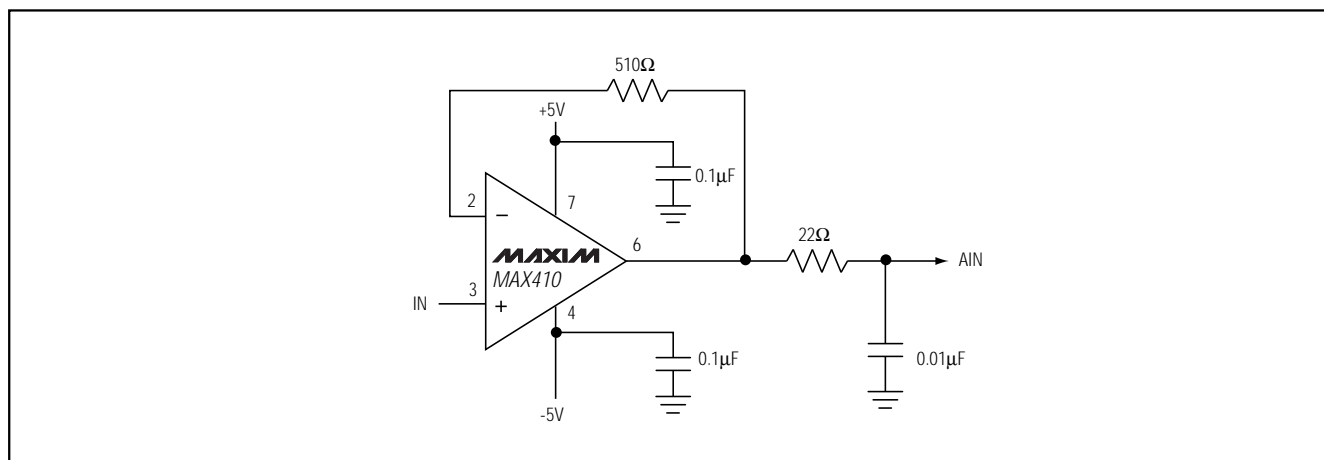 510Ω
+5V
0.1µF
2
7
−
22Ω
6
MAXIM
MAX410
AIN
3
IN
+
4
0.1µF
0.01µF
-5V